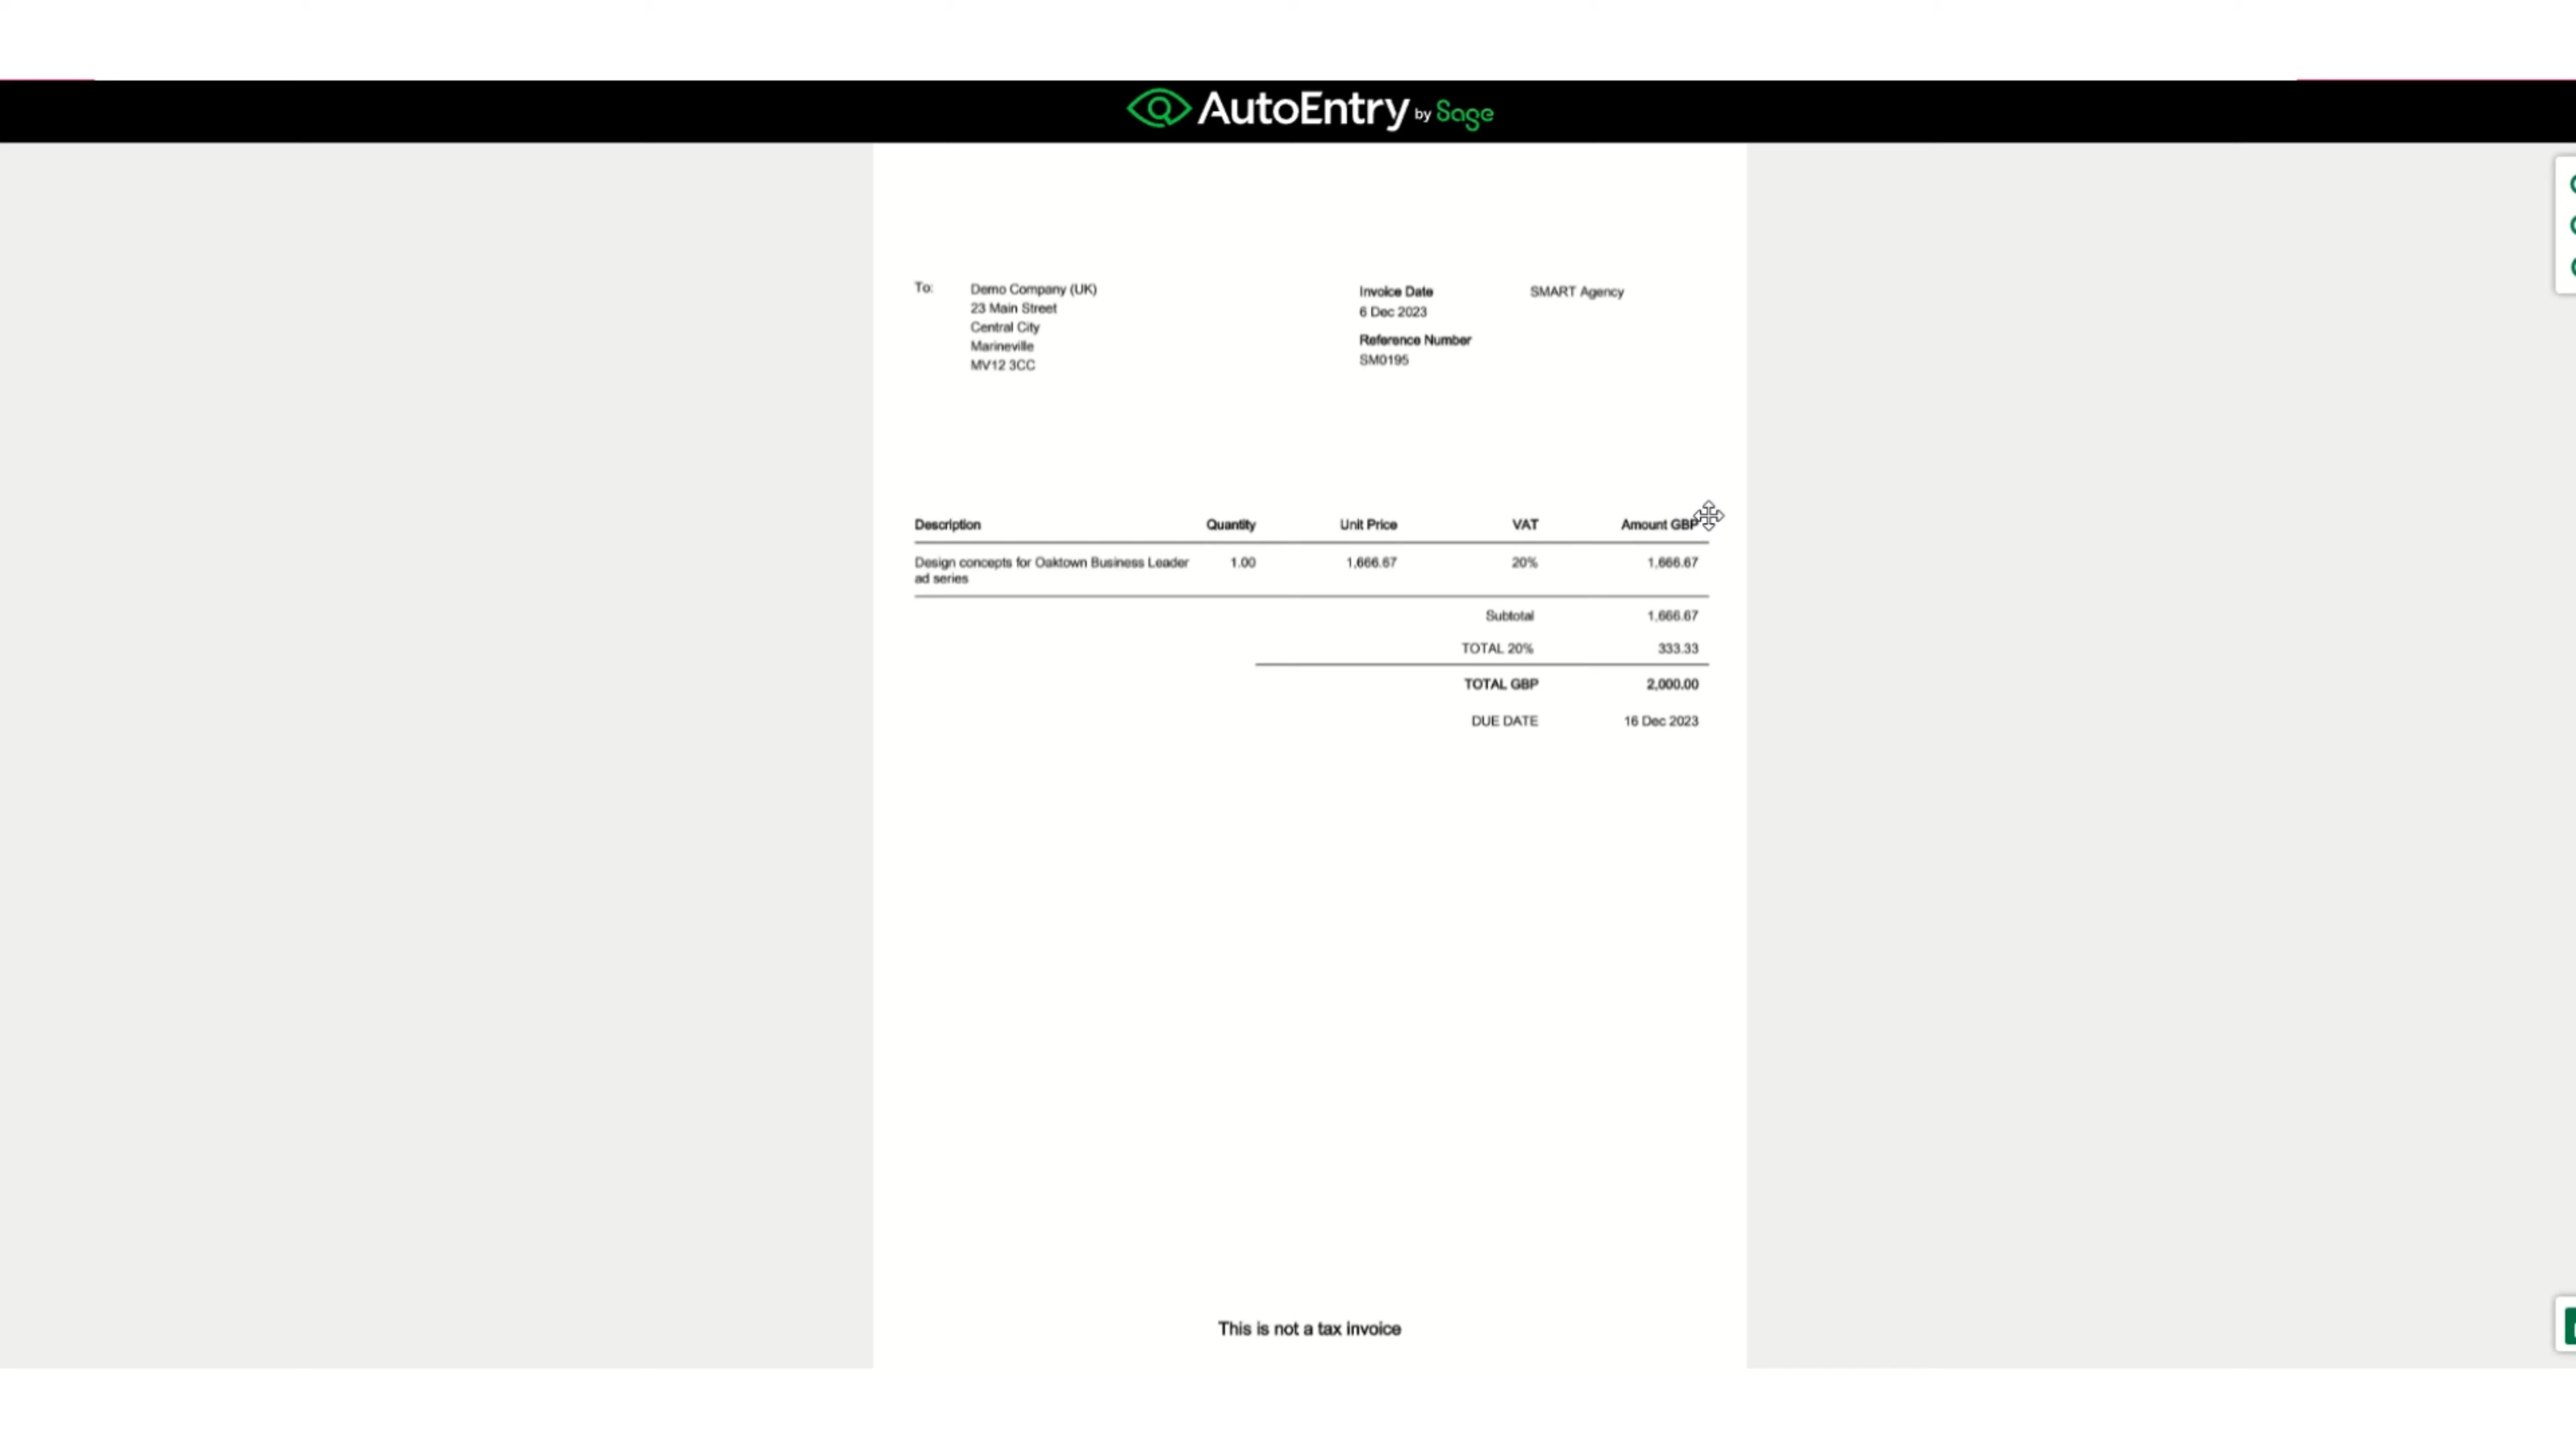 AutoEntry by Sage
To:
Demo Company (UK)
23 Main Street
Central City
Marineville
MV12 3CC
Invoice Date
6 Dec 2023
Reference Number
SM0195
SMART Agency
Description Quantity Unit Price VAT Amount GBP
Design concepts for Oaktown Business Leader 1.00 1,666.67 20% 1,666.67
ad series
Subtotal 1,666.67
TOTAL 20% 333.33
TOTAL GBP 2,000.00
DUE DATE 16 Dec 2023
This is not a tax invoice